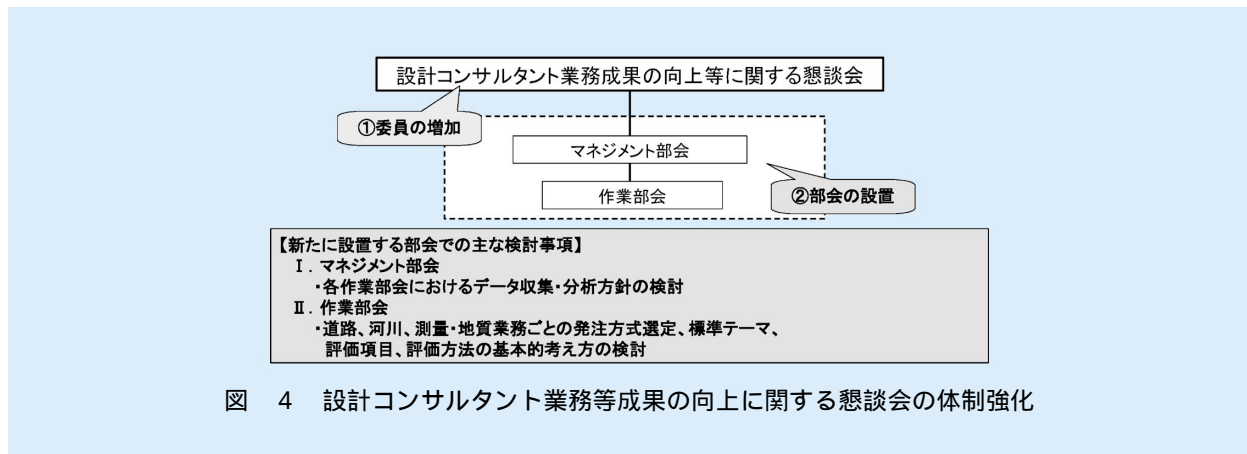 設計コンサルタント業務成果の向上等に関する懇談会
①委員の増加
マネジメント部会
作業部会
②部会の設置
【新たに設置する部会での主な検討事項】
Ⅰ．マネジメント部会
・各作業部会におけるデータ収集・分析方針の検討
Ⅱ．作業部会
・道路、河川、測量・地質業務ごとの発注方式選定、標準テーマ、
評価項目、評価方法の基本的考え方の検討
図　4　設計コンサルタント業務等成果の向上に関する懇談会の体制強化